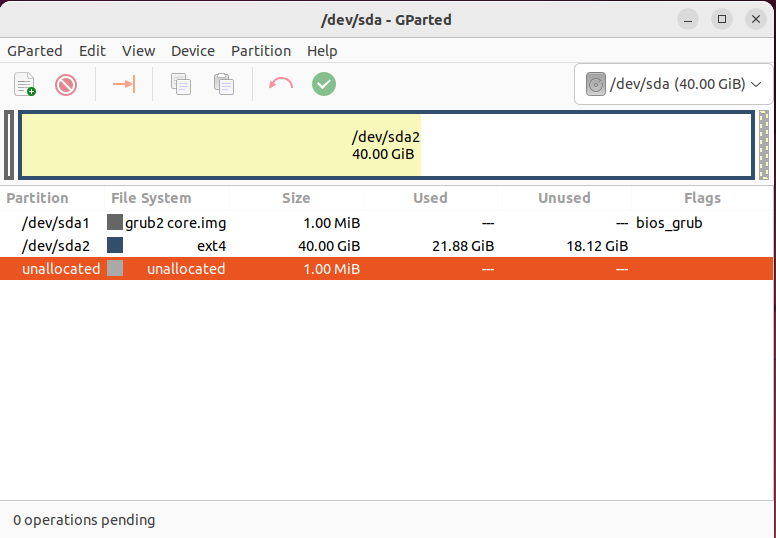 /dev/sda - GParted
GParted Edit View Device Partition Help
/dev/sda (40.00 GiB)
/dev/sda2
40.00 GiB
Partition File System Size Used Unused Flags
/dev/sda1 grub2 core.img 1.00 MiB --- --- bios_grub
/dev/sda2 ext4 40.00 GiB 21.88 GiB 18.12 GiB
unallocated unallocated 1.00 MiB --- ---
0 operations pending